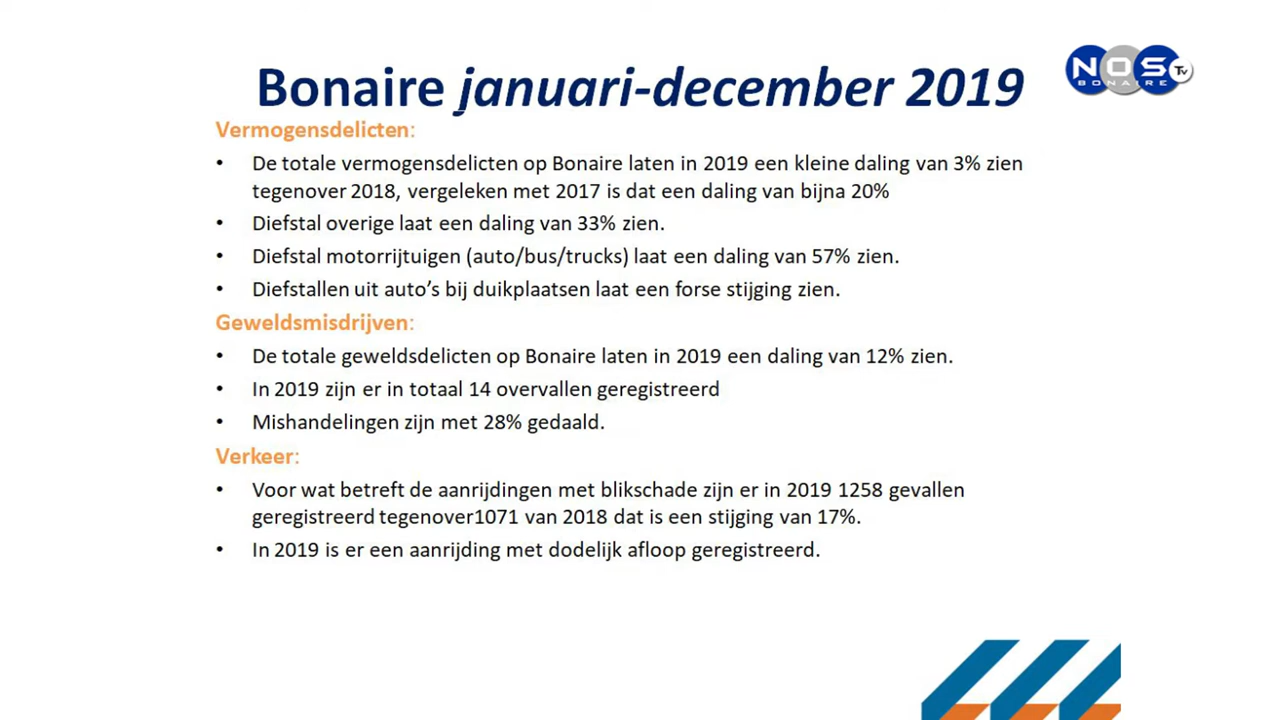 Bonaire januari-december 2019
NOS TV
BONAIRE
Vermogensdelicten:
• De totale vermogensdelicten op Bonaire laten in 2019 een kleine daling van 3% zien
tegenover 2018, vergeleken met 2017 is dat een daling van bijna 20%
• Diefstal overige laat een daling van 33% zien.
• Diefstal motorrijtuigen (auto/bus/trucks) laat een daling van 57% zien.
• Diefstallen uit auto’s bij duikplaatsen laat een forse stijging zien.
Geweldsmisdrijven:
• De totale geweldsdelicten op Bonaire laten in 2019 een daling van 12% zien.
• In 2019 zijn er in totaal 14 overvallen geregistreerd
• Mishandelingen zijn met 28% gedaald.
Verkeer:
• Voor wat betreft de aanrijdingen met blikschade zijn er in 2019 1258 gevallen
geregistreerd tegenover1071 van 2018 dat is een stijging van 17%.
• In 2019 is er een aanrijding met dodelijk afloop geregistreerd.